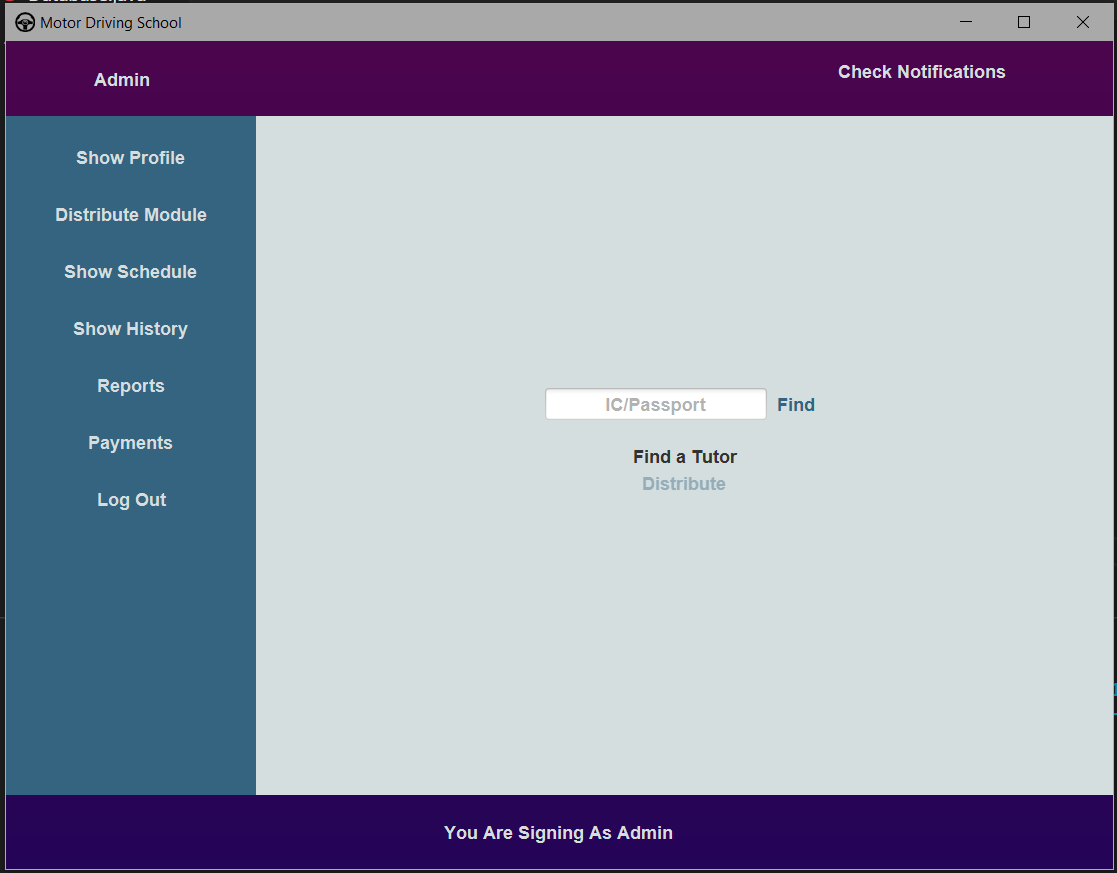 Motor Driving School
Admin
Check Notifications
Show Profile
Distribute Module
Show Schedule
Show History
Reports
Payments
Log Out
IC/Passport
Find
Find a Tutor
Distribute
You Are Signing As Admin